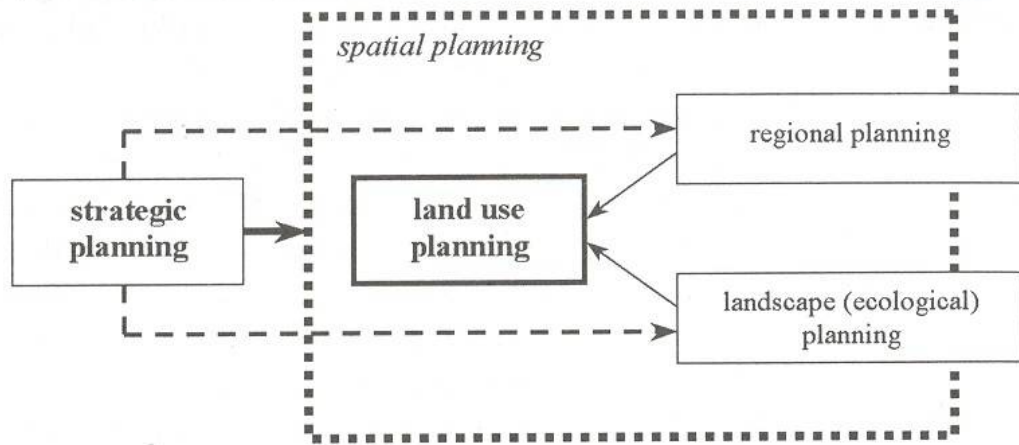 spatial planning
regional planning
strategic
planning
land use
planning
landscape (ecological)
planning